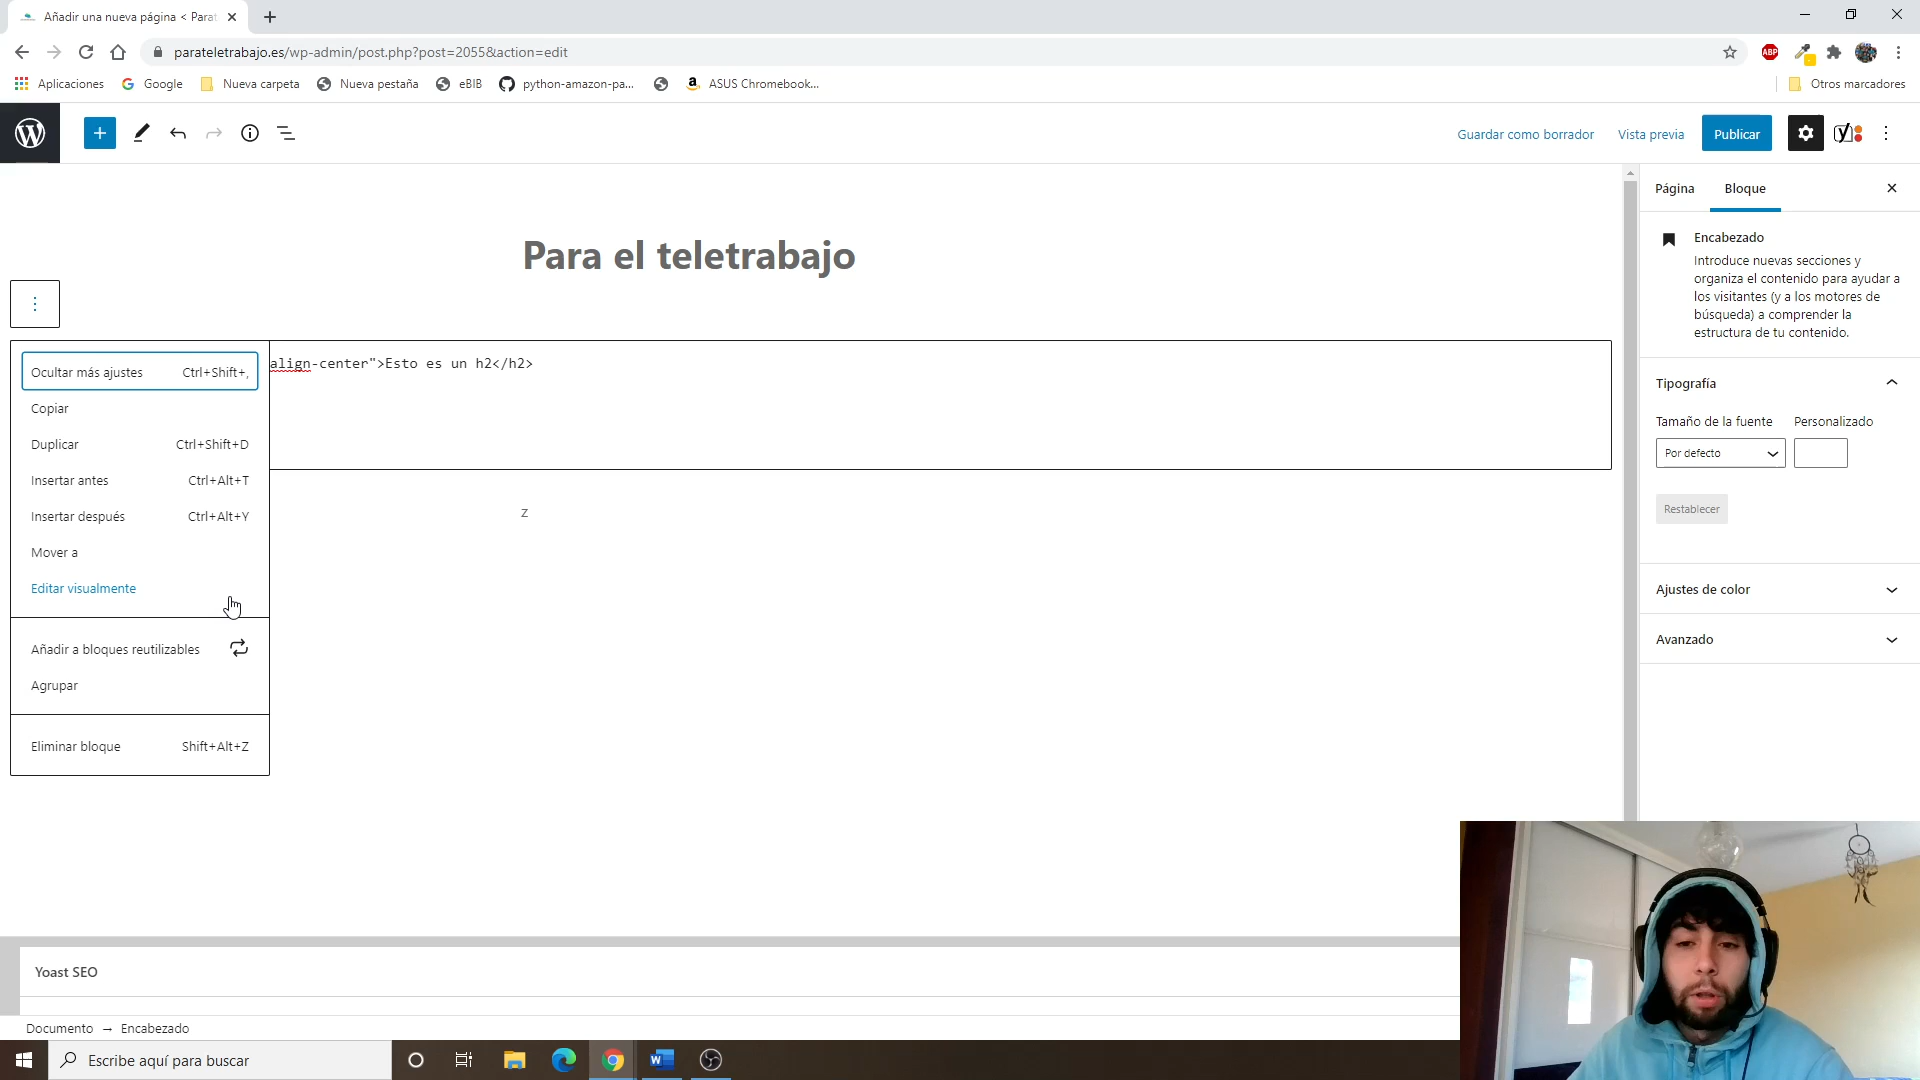 Añadir una nueva página < Parat
parateletrabajo.es/wp-admin/post.php?post=2055&action=edit
ABP
Aplicaciones
Google
Nueva carpeta
Nueva pestaña
eBIB
python-amazon-pa...
ASUS Chromebook...
Otros marcadores
Guardar como borrador
Vista previa
Publicar
Página
Bloque
Encabezado
Introduce nuevas secciones y
organiza el contenido para ayudar a
los visitantes (y a los motores de
búsqueda) a comprender la
estructura de tu contenido.
Para el teletrabajo
align-center">Esto es un h2</h2>
z
Ocultar más ajustes Ctrl+Shift+,
Copiar
Duplicar Ctrl+Shift+D
Insertar antes Ctrl+Alt+T
Insertar después Ctrl+Alt+Y
Mover a
Editar visualmente
Añadir a bloques reutilizables
Agrupar
Eliminar bloque Shift+Alt+Z
Tipografía
Tamaño de la fuente Personalizado
Por defecto
Restablecer
Ajustes de color
Avanzado
Yoast SEO
Documento → Encabezado
Escribe aquí para buscar